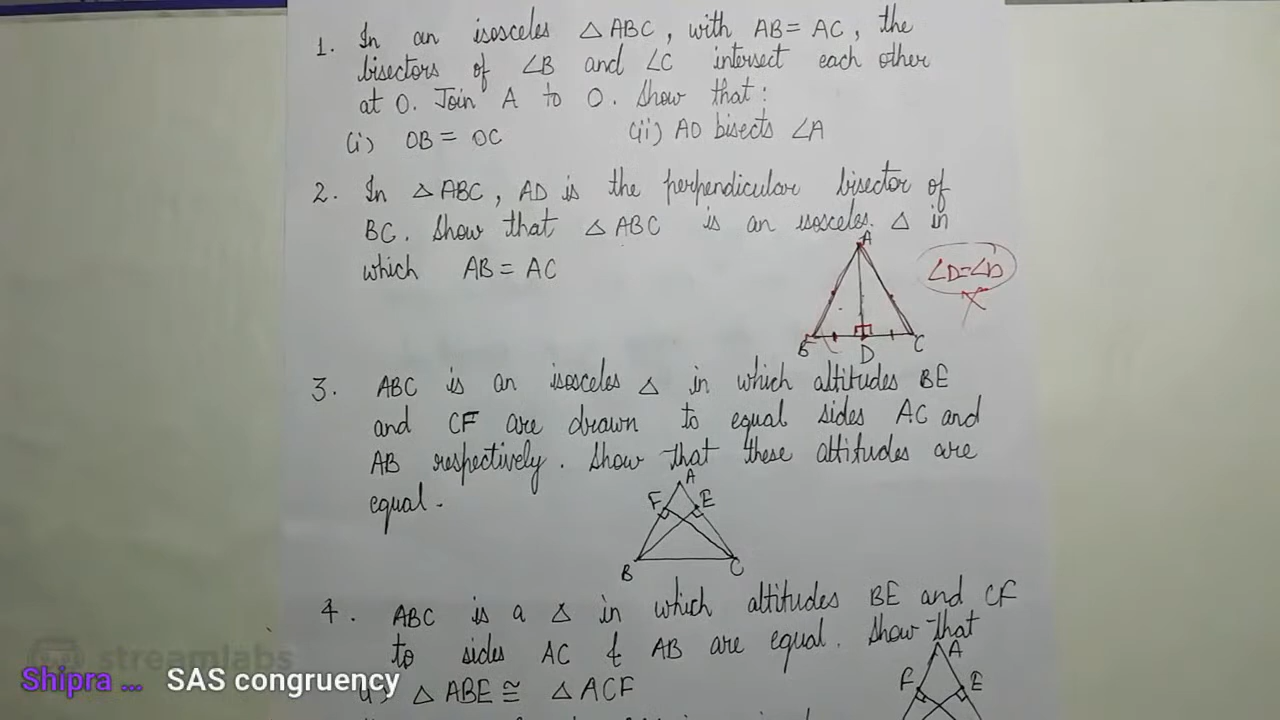 1. In an isosceles △ ABC, with AB = AC, the
bisectors of ∠B and ∠C intersect each other
at O. Join A to O. Show that :
(i) OB = OC (ii) AO bisects ∠A
2. In △ ABC, AD is the perpendicular bisector of
BC. Show that △ ABC is an isosceles. △ in
which AB = AC
A
∠D=∠D
B D C
3. ABC is an isosceles △ in which altitudes BE
and CF are drawn to equal sides AC and
AB respectively. Show that these altitudes are
equal.
A
F E
B C
4. ABC is a △ in which altitudes BE and CF
to sides AC & AB are equal. Show that
A
streamlabs
Shipra ... SAS congruency
△ ABE ≅ △ ACF
F E